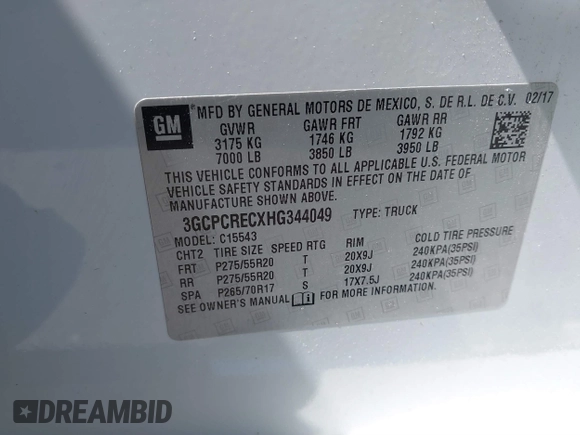 GM
MFD BY GENERAL MOTORS DE MEXICO, S. DE R.L. DE C.V. 02/17
GVWR GAWR FRT GAWR RR
3175 KG 1746 KG 1792 KG
7000 LB 3850 LB 3950 LB
THIS VEHICLE CONFORMS TO ALL APPLICABLE U.S. FEDERAL MOTOR
VEHICLE SAFETY STANDARDS IN EFFECT ON THE DATE OF
MANUFACTURE SHOWN ABOVE.
3GCPCRECXHG344049 TYPE: TRUCK
MODEL: C15543
CHT2 TIRE SIZE SPEED RTG RIM COLD TIRE PRESSURE
FRT P275/55R20 T 20X9J 240KPA(35PSI)
RR P275/55R20 T 20X9J 240KPA(35PSI)
SPA P265/70R17 S 17X7.5J 240KPA(35PSI)
SEE OWNER'S MANUAL FOR MORE INFORMATION.
DREAMBID